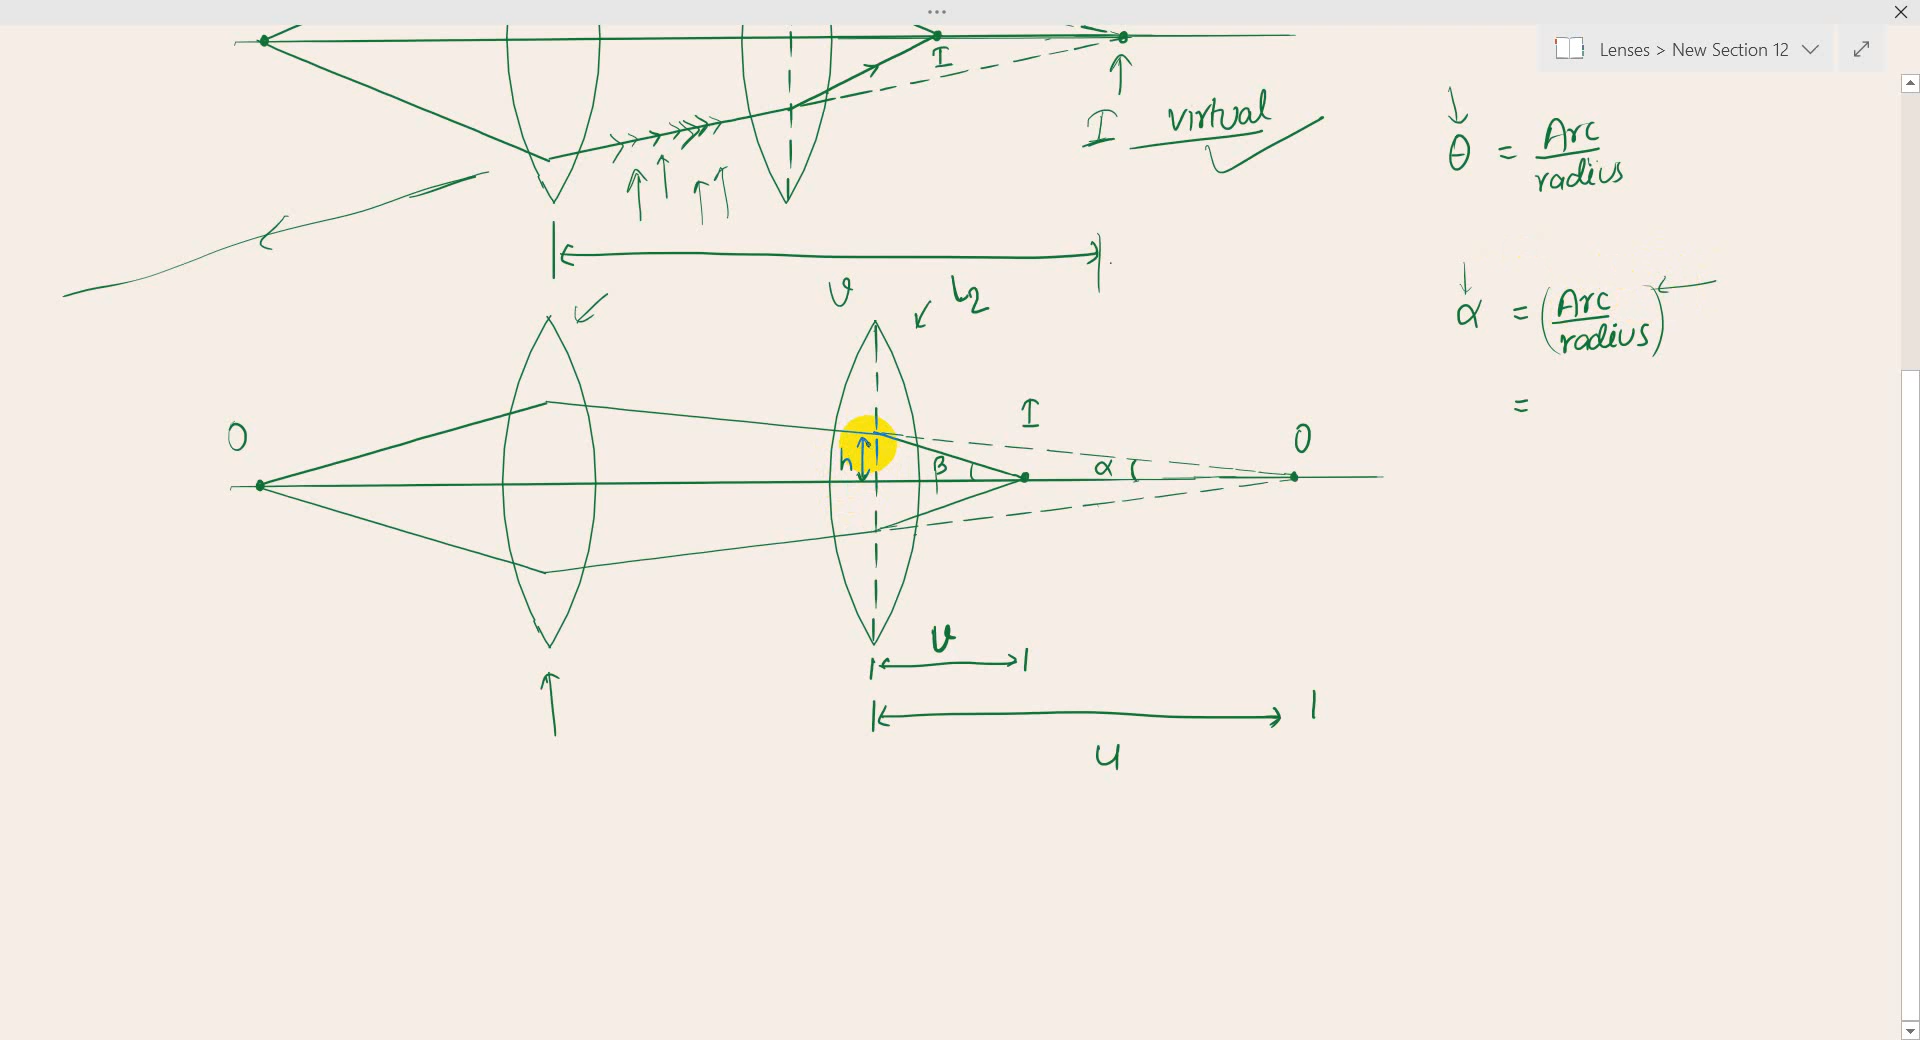 Lenses > New Section 12
I
I virtual
θ = Arc
radius
υ L2
α = (Arc
radius)
O
I
O
=
h
β
α
υ
u